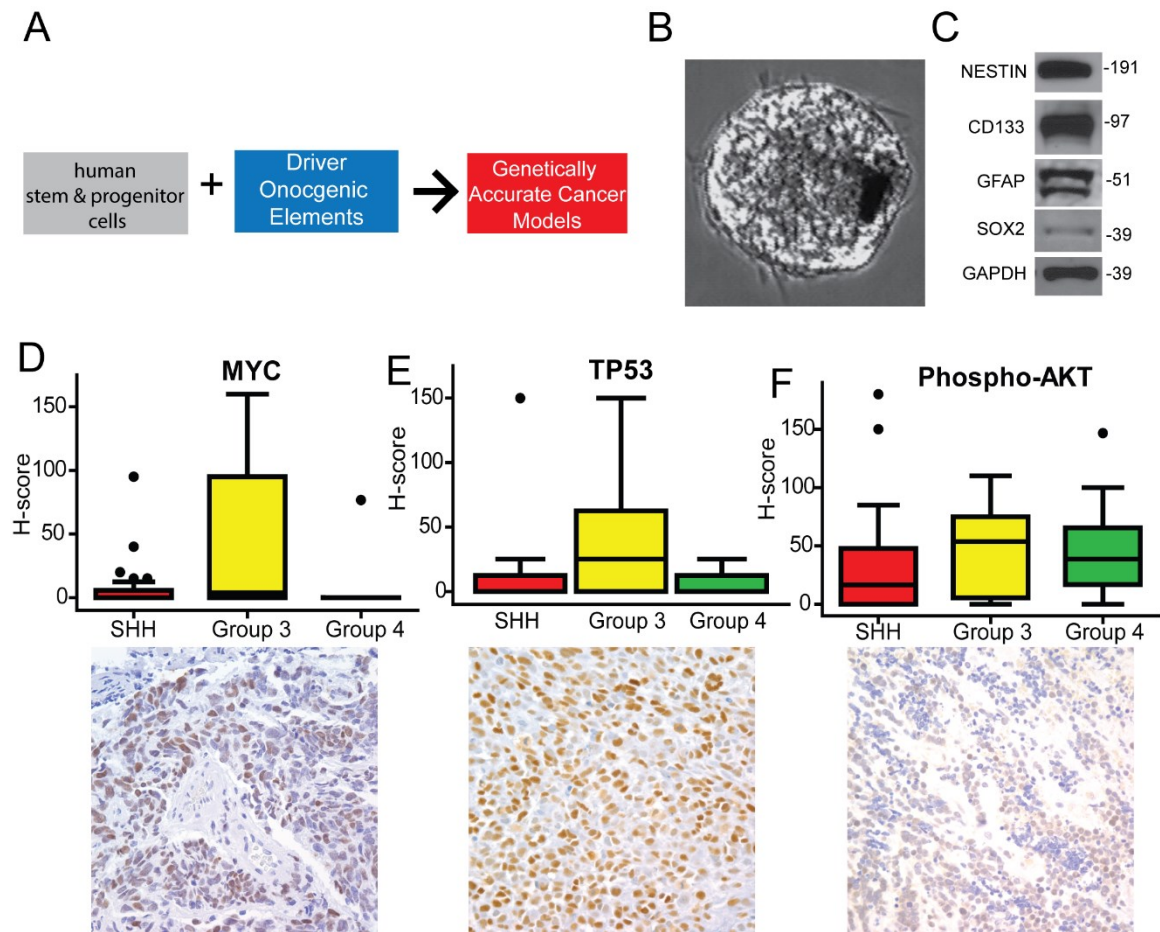 A
human
stem & progenitor
cells
+
Driver
Onocgenic
Elements
Genetically
Accurate Cancer
Models
B
C
NESTIN
-191
CD133
-97
GFAP
-51
SOX2
-39
GAPDH
-39
D
MYC
H-score
150
100
50
0
SHH
Group 3
Group 4
E
TP53
H-score
150
100
50
0
SHH
Group 3
Group 4
F
Phospho-AKT
H-score
150
100
50
0
SHH
Group 3
Group 4